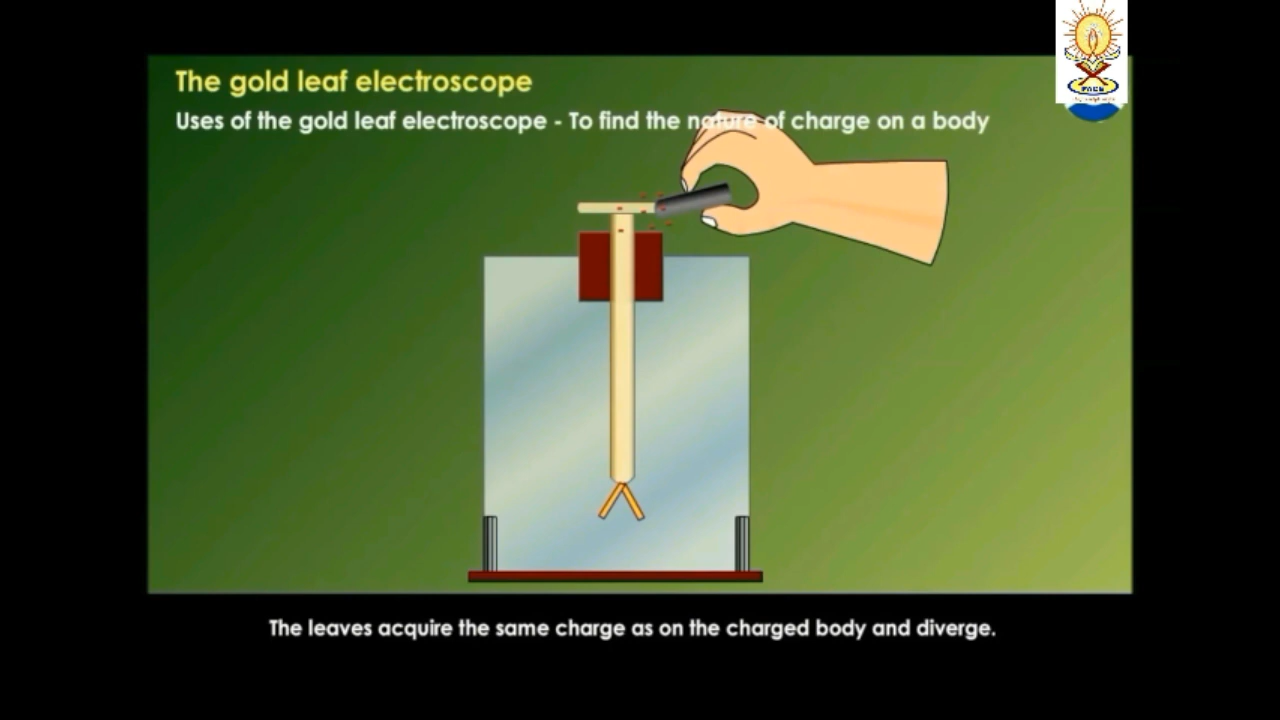 The gold leaf electroscope
Uses of the gold leaf electroscope - To find the nature of charge on a body
The leaves acquire the same charge as on the charged body and diverge.